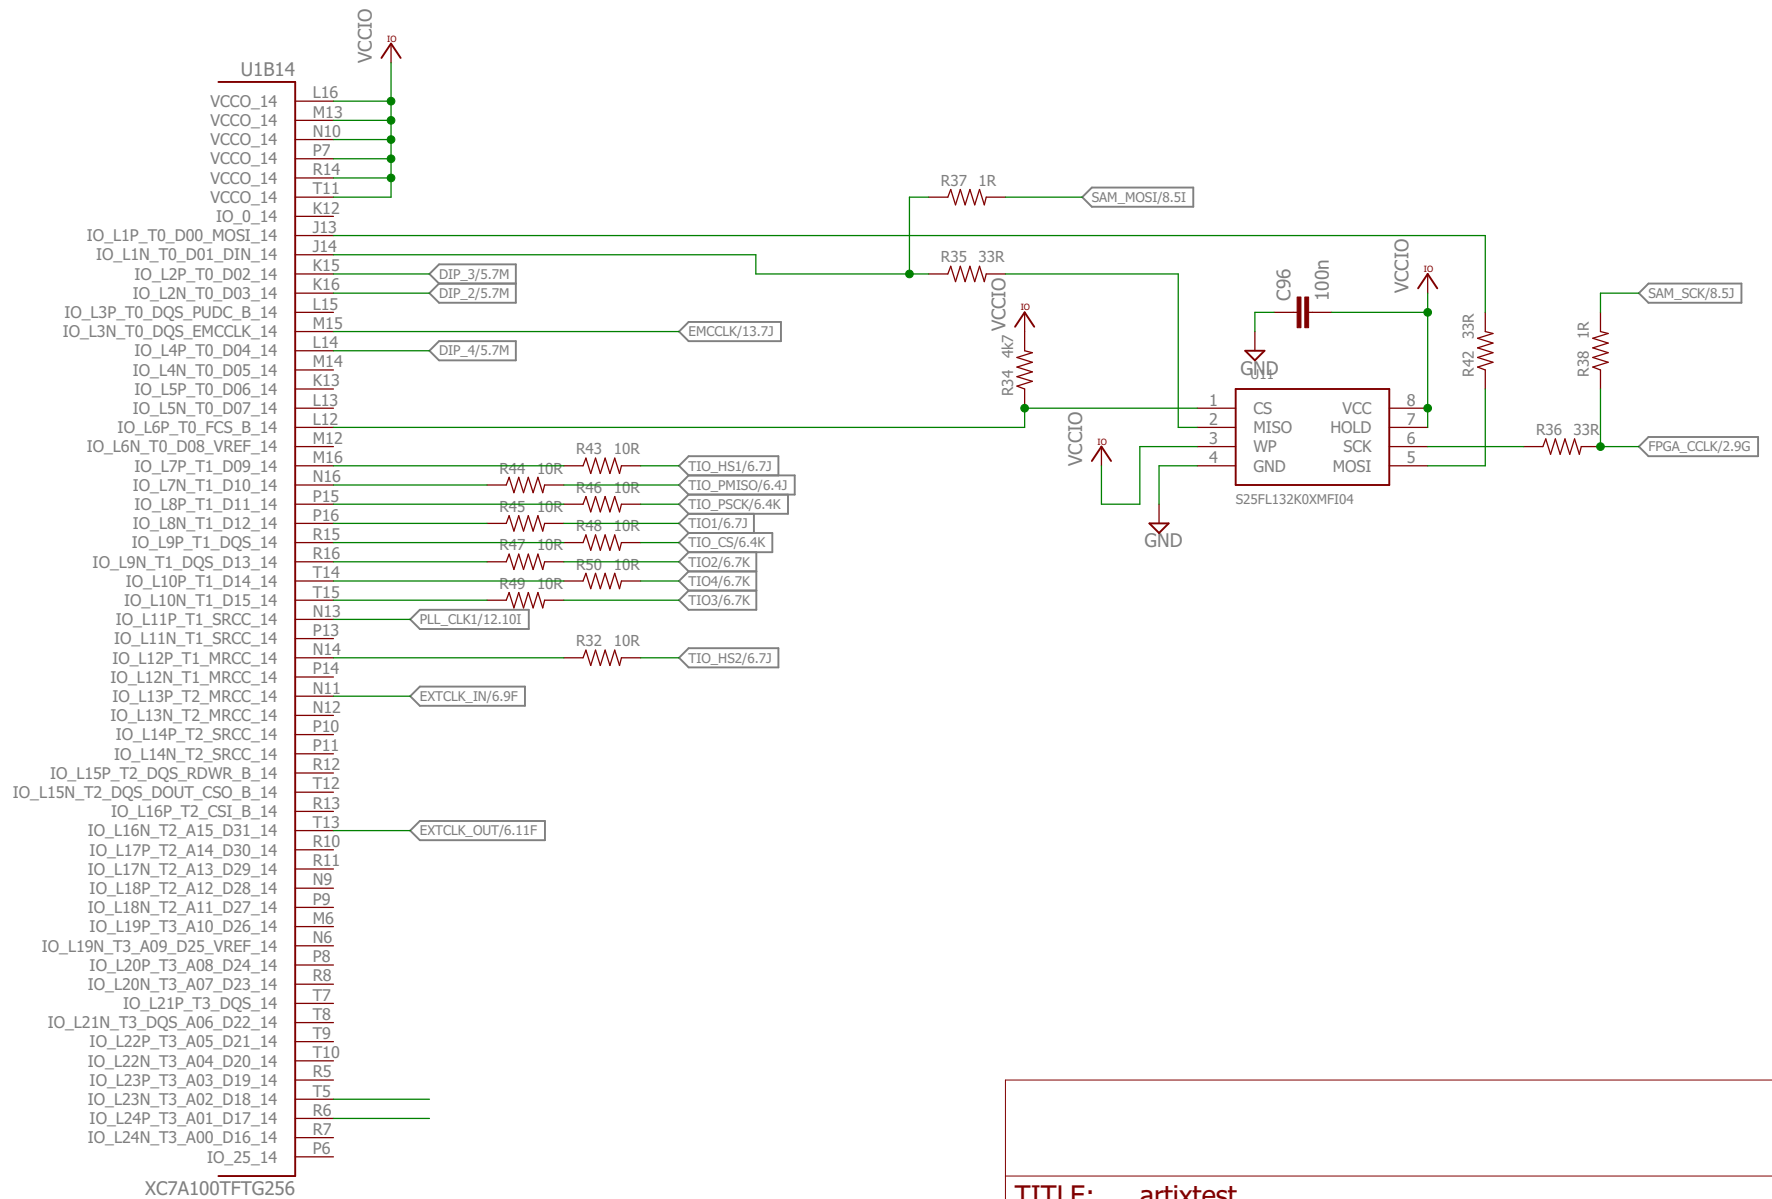 VCCIO
IO
U1B14
VCCO_14 L16
VCCO_14 M13
VCCO_14 N10
VCCO_14 P7
VCCO_14 R14
VCCO_14 T11
IO_0_14 K12
IO_L1P_T0_D00_MOSI_14 J13
IO_L1N_T0_D01_DIN_14 J14
IO_L2P_T0_D02_14 K15 DIP_3/5.7M
IO_L2N_T0_D03_14 K16 DIP_2/5.7M
IO_L3P_T0_DQS_PUDC_B_14 L15
IO_L3N_T0_DQS_EMCCLK_14 M15 EMCCLK/13.7J
IO_L4P_T0_D04_14 L14 DIP_4/5.7M
IO_L4N_T0_D05_14 M14
IO_L5P_T0_D06_14 K13
IO_L5N_T0_D07_14 L13
IO_L6P_T0_FCS_B_14 L12
IO_L6N_T0_D08_VREF_14 M12
IO_L7P_T1_D09_14 M16 R43 10R TIO_HS1/6.7J
IO_L7N_T1_D10_14 N16 R44 10R TIO_PMISO/6.4J
IO_L8P_T1_D11_14 P15 R46 10R TIO_PSCK/6.4K
IO_L8N_T1_D12_14 P16 R45 10R TIO1/6.7J
IO_L9P_T1_DQS_14 R15 R48 10R TIO_CS/6.4K
IO_L9N_T1_DQS_D13_14 R16 R47 10R TIO2/6.7K
IO_L10P_T1_D14_14 T14 R50 10R TIO4/6.7K
IO_L10N_T1_D15_14 T15 R49 10R TIO3/6.7K
IO_L11P_T1_SRCC_14 N13 PLL_CLK1/12.10I
IO_L11N_T1_SRCC_14 P13
IO_L12P_T1_MRCC_14 N14 R32 10R TIO_HS2/6.7J
IO_L12N_T1_MRCC_14 P14
IO_L13P_T2_MRCC_14 N11 EXTCLK_IN/6.9F
IO_L13N_T2_MRCC_14 N12
IO_L14P_T2_SRCC_14 P10
IO_L14N_T2_SRCC_14 P11
IO_L15P_T2_DQS_RDWR_B_14 R12
IO_L15N_T2_DQS_DOUT_CSO_B_14 T12
IO_L16P_T2_CSI_B_14 R13
IO_L16N_T2_A15_D31_14 T13 EXTCLK_OUT/6.11F
IO_L17P_T2_A14_D30_14 R10
IO_L17N_T2_A13_D29_14 R11
IO_L18P_T2_A12_D28_14 N9
IO_L18N_T2_A11_D27_14 P9
IO_L19P_T3_A10_D26_14 M6
IO_L19N_T3_A09_D25_VREF_14 N6
IO_L20P_T3_A08_D24_14 P8
IO_L20N_T3_A07_D23_14 R8
IO_L21P_T3_DQS_14 T7
IO_L21N_T3_DQS_A06_D22_14 T8
IO_L22P_T3_A05_D21_14 T9
IO_L22N_T3_A04_D20_14 T10
IO_L23P_T3_A03_D19_14 R5
IO_L23N_T3_A02_D18_14 T5
IO_L24P_T3_A01_D17_14 R6
IO_L24N_T3_A00_D16_14 R7
IO_25_14 P6
XC7A100TFTG256
R37 1R
SAM_MOSI/8.5I
R35 33R
VCCIO
IO
R34 4k7
C96
100n
GND
VCCIO
IO
R42 33R
R38 1R
SAM_SCK/8.5J
U11
1 CS VCC 8
2 MISO HOLD 7
3 WP SCK 6
4 GND MOSI 5
S25FL132K0XMFI04
VCCIO
IO
GND
R36 33R
FPGA_CCLK/2.9G
TITLE: artixtest